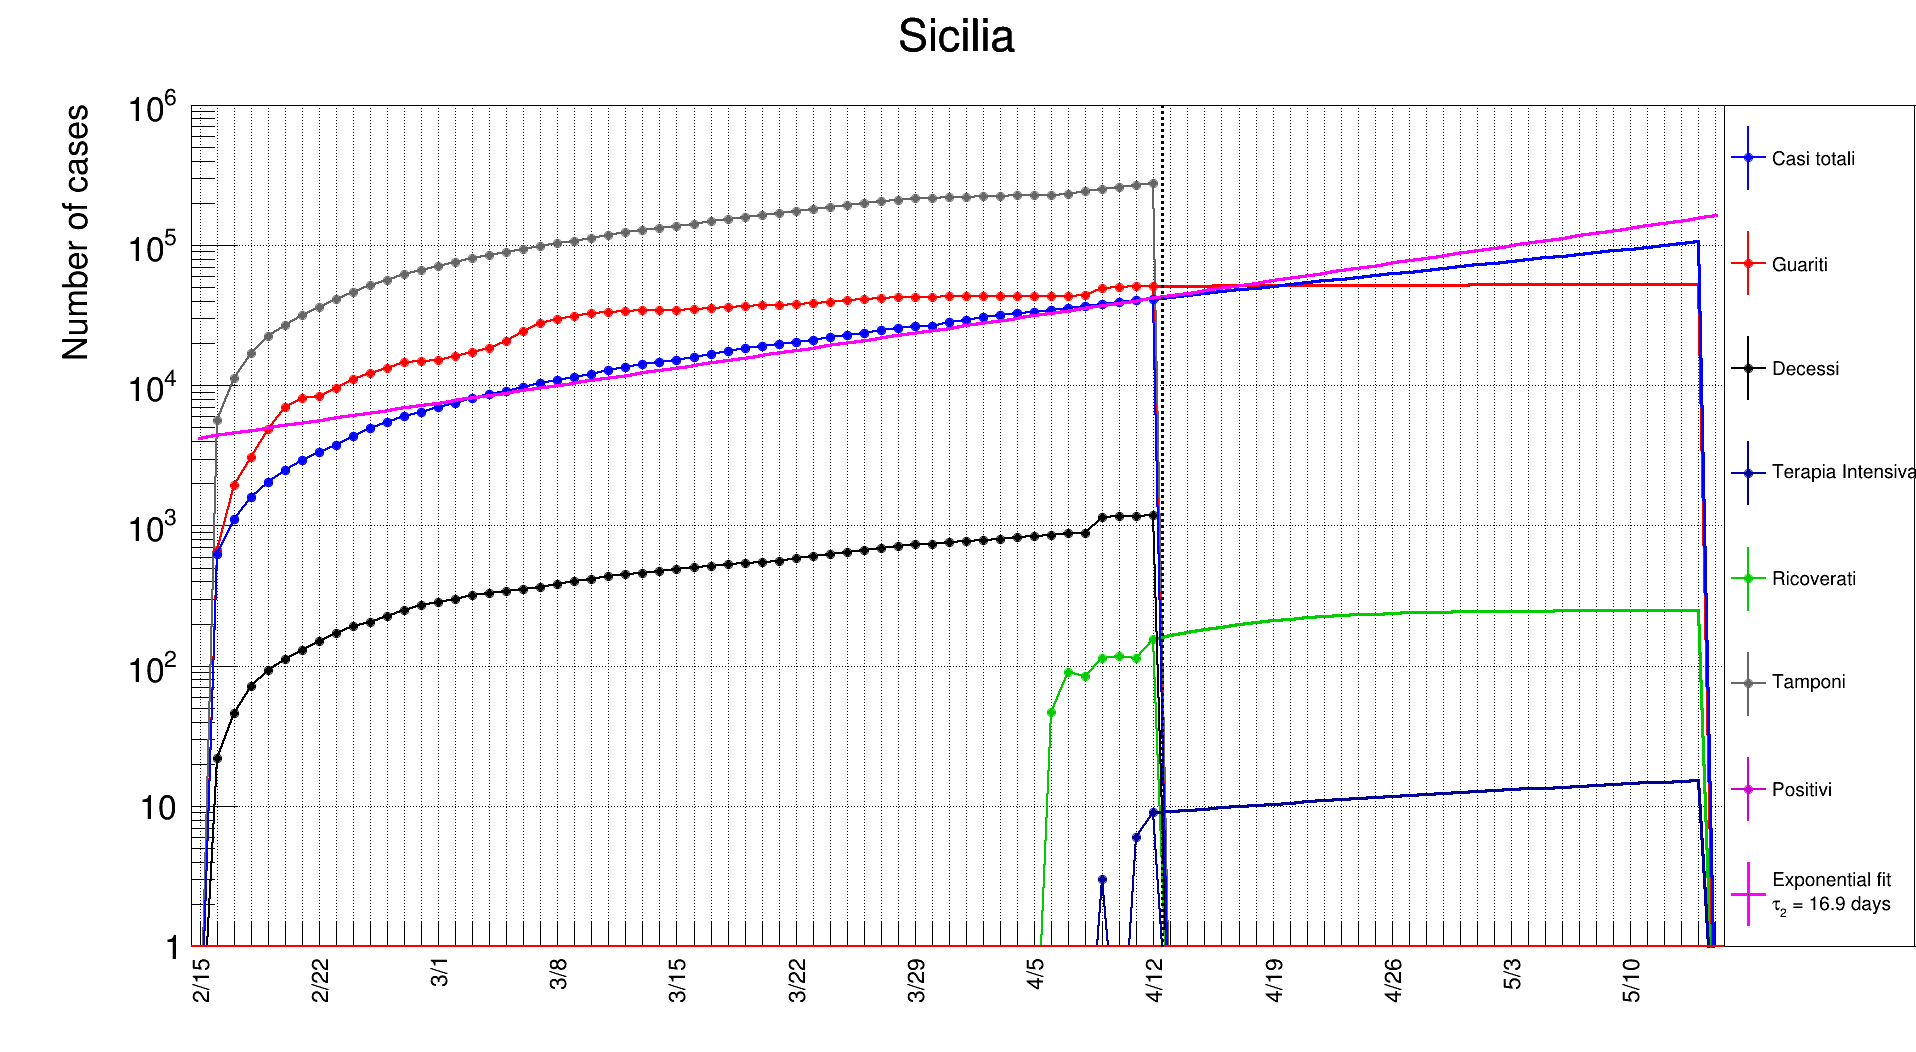 Sicilia
Number of cases
10^6
10^5
10^4
10^3
10^2
10
1
2/15
2/22
3/1
3/8
3/15
3/22
3/29
4/5
4/12
4/19
4/26
5/3
5/10
Casi totali
Guariti
Decessi
Terapia Intensiva
Ricoverati
Tamponi
Positivi
Exponential fit
τ₂ = 16.9 days